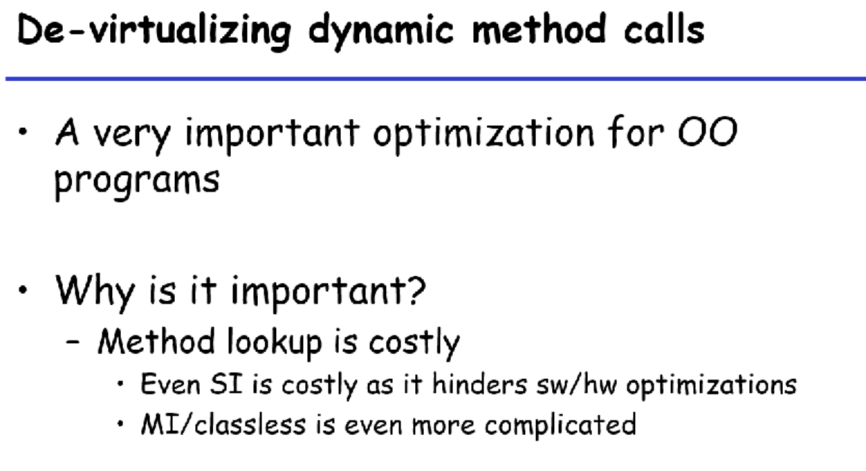 De-virtualizing dynamic method calls
• A very important optimization for OO
programs
• Why is it important?
– Method lookup is costly
• Even SI is costly as it hinders sw/hw optimizations
• MI/classless is even more complicated